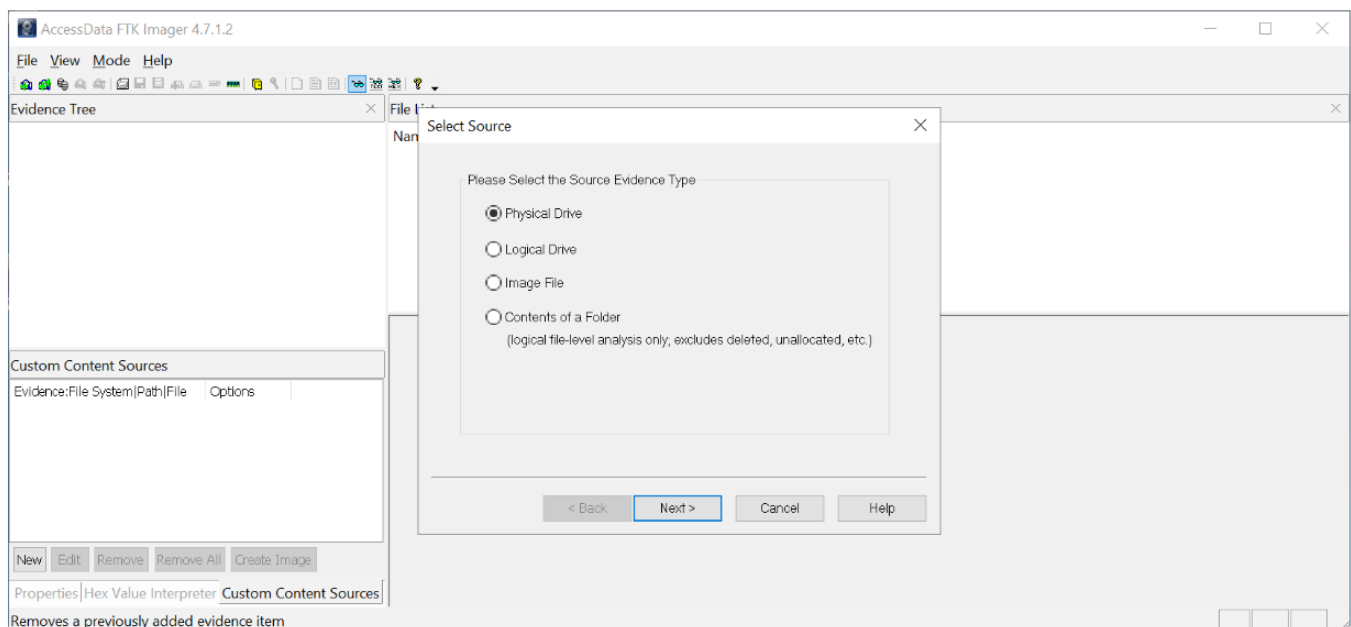 AccessData FTK Imager 4.7.1.2
File View Mode Help
Evidence Tree
File
Select Source
Please Select the Source Evidence Type
Physical Drive
Logical Drive
Image File
Contents of a Folder
(logical file-level analysis only; excludes deleted, unallocated, etc.)
< Back Next > Cancel Help
Custom Content Sources
Evidence:File System|Path|File Options
New Edit Remove Remove All Create Image
Properties Hex Value Interpreter Custom Content Sources
Removes a previously added evidence item